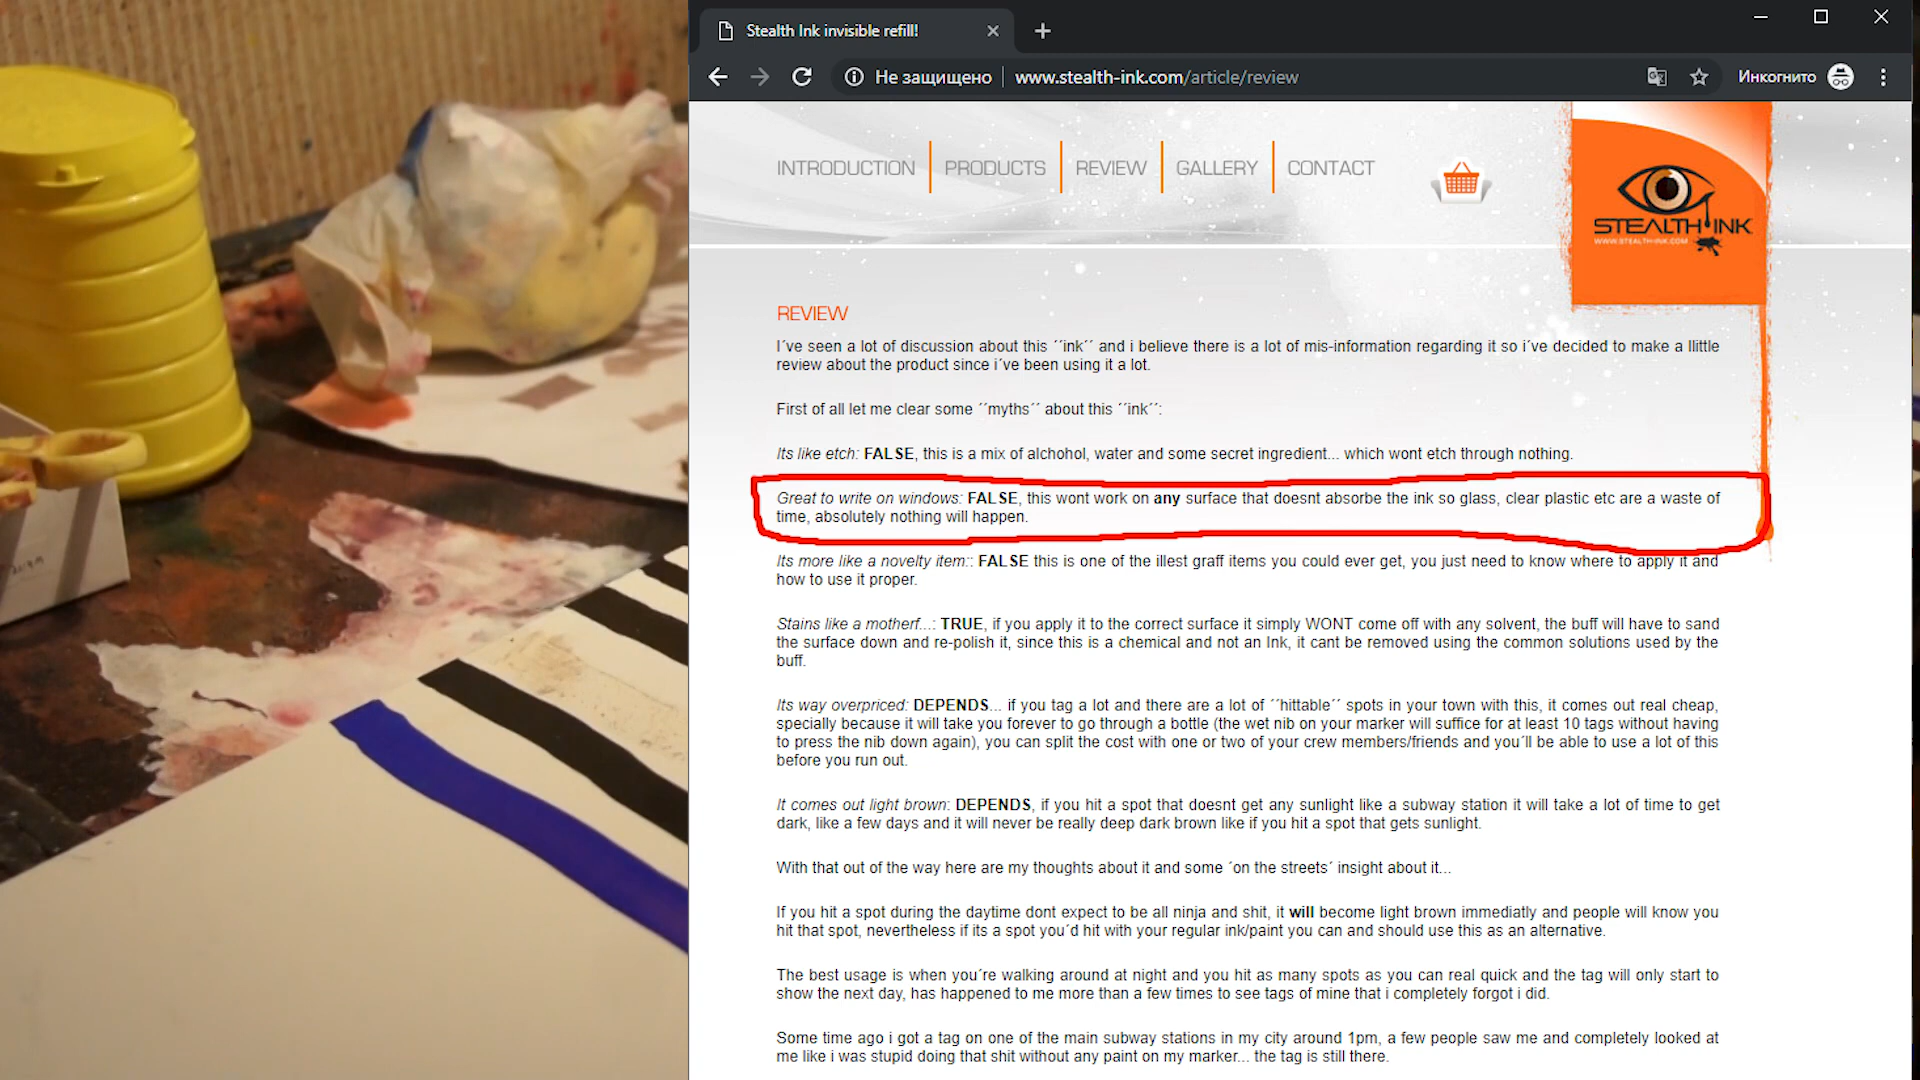 Stealth Ink invisible refill!
Не защищено
www.stealth-ink.com/article/review
Инкогнито
INTRODUCTION
PRODUCTS
REVIEW
GALLERY
CONTACT
STEALTH INK
WWW.STEALTH-INK.COM
REVIEW
I´ve seen a lot of discussion about this ´´ink´´ and i believe there is a lot of mis-information regarding it so i´ve decided to make a llittle
review about the product since i´ve been using it a lot.
First of all let me clear some ´´myths´´ about this ´´ink´´:
Its like etch: FALSE, this is a mix of alchohol, water and some secret ingredient... which wont etch through nothing.
Great to write on windows: FALSE, this wont work on any surface that doesnt absorbe the ink so glass, clear plastic etc are a waste of
time, absolutely nothing will happen.
Its more like a novelty item:: FALSE this is one of the illest graff items you could ever get, you just need to know where to apply it and
how to use it proper.
Stains like a motherf...: TRUE, if you apply it to the correct surface it simply WONT come off with any solvent, the buff will have to sand
the surface down and re-polish it, since this is a chemical and not an Ink, it cant be removed using the common solutions used by the
buff.
Its way overpriced: DEPENDS... if you tag a lot and there are a lot of ´´hittable´´ spots in your town with this, it comes out real cheap,
specially because it will take you forever to go through a bottle (the wet nib on your marker will suffice for at least 10 tags without having
to press the nib down again), you can split the cost with one or two of your crew members/friends and you´ll be able to use a lot of this
before you run out.
It comes out light brown: DEPENDS, if you hit a spot that doesnt get any sunlight like a subway station it will take a lot of time to get
dark, like a few days and it will never be really deep dark brown like if you hit a spot that gets sunlight.
With that out of the way here are my thoughts about it and some ´on the streets´ insight about it...
If you hit a spot during the daytime dont expect to be all ninja and shit, it will become light brown immediatly and people will know you
hit that spot, nevertheless if its a spot you´d hit with your regular ink/paint you can and should use this as an alternative.
The best usage is when you´re walking around at night and you hit as many spots as you can real quick and the tag will only start to
show the next day, has happened to me more than a few times to see tags of mine that i completely forgot i did.
Some time ago i got a tag on one of the main subway stations in my city around 1pm, a few people saw me and completely looked at
me like i was stupid doing that shit without any paint on my marker... the tag is still there.